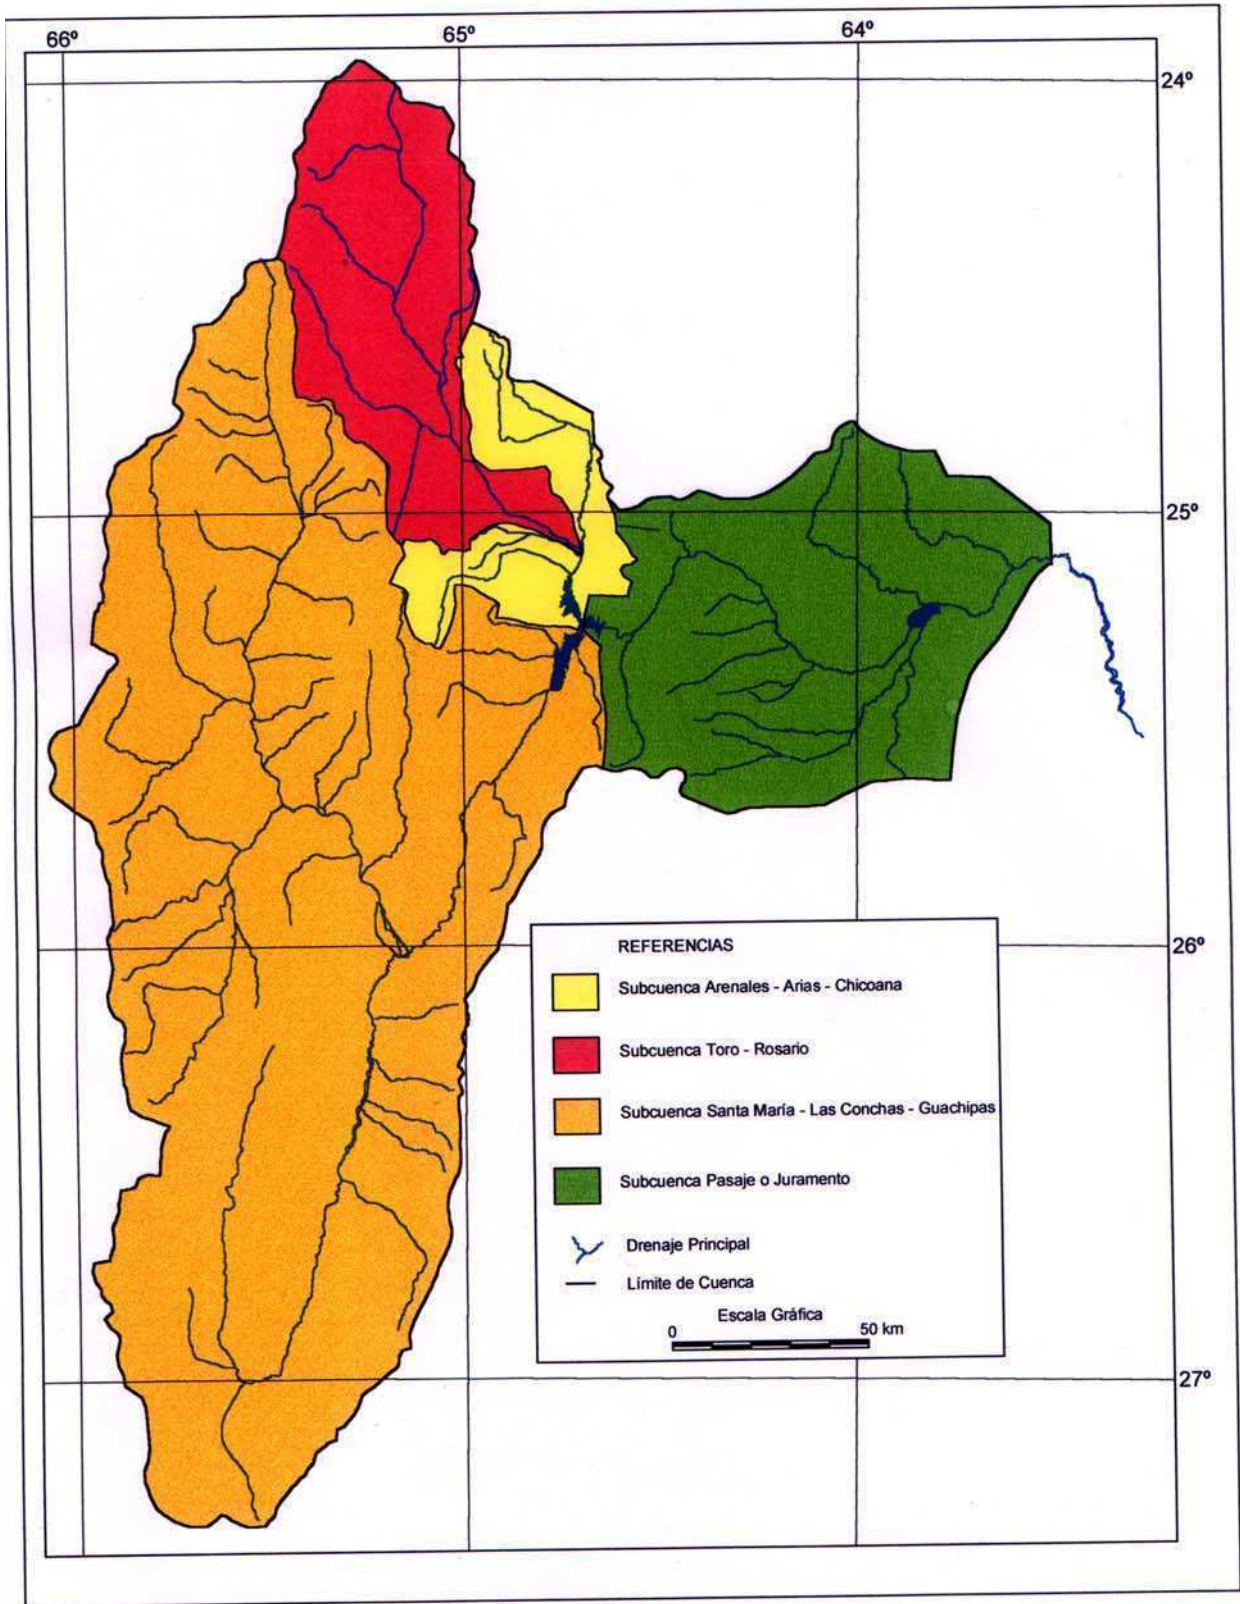 66º
65º
64º
24º
25º
26º
27º
REFERENCIAS
Subcuenca Arenales - Arias - Chicoana
Subcuenca Toro - Rosario
Subcuenca Santa María - Las Conchas - Guachipas
Subcuenca Pasaje o Juramento
Drenaje Principal
Límite de Cuenca
Escala Gráfica
0 50 km